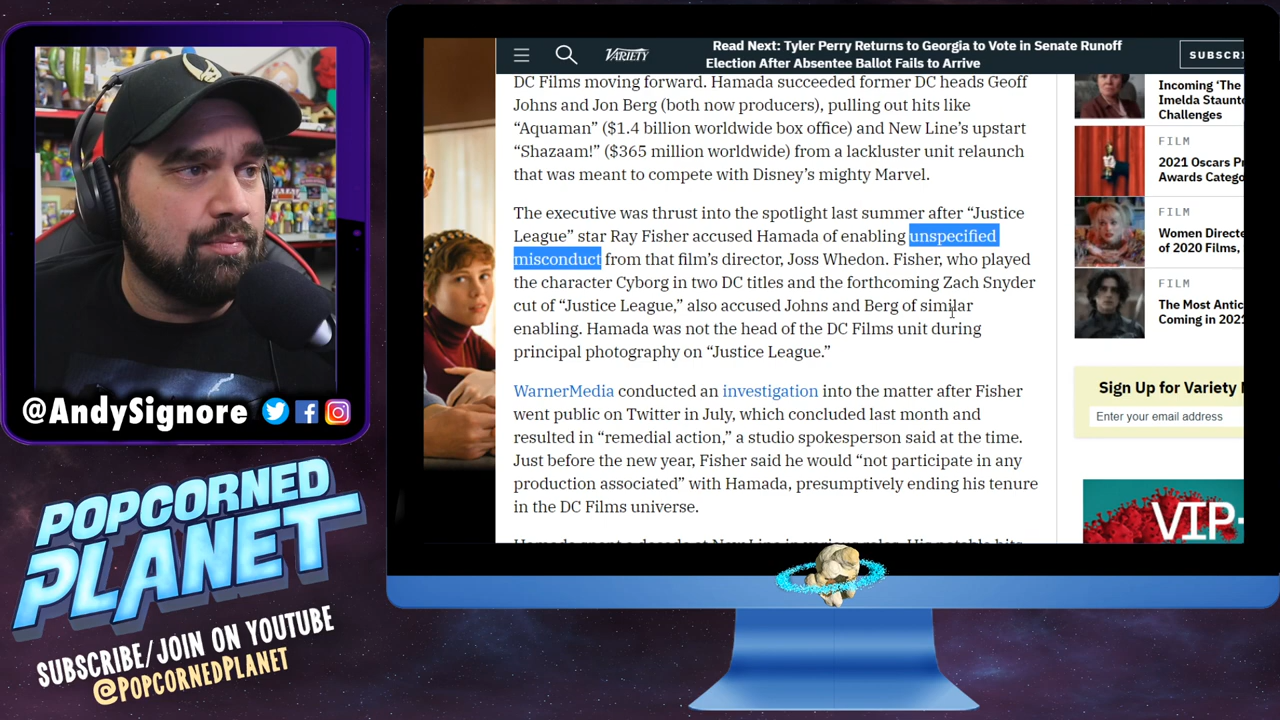 @AndySignore
POPCORNED
PLANET
SUBSCRIBE/JOIN ON YOUTUBE
@POPCORNEDPLANET
VARIETY
Read Next: Tyler Perry Returns to Georgia to Vote in Senate Runoff
Election After Absentee Ballot Fails to Arrive
SUBSCRI
DC Films moving forward. Hamada succeeded former DC heads Geoff
Johns and Jon Berg (both now producers), pulling out hits like
“Aquaman” ($1.4 billion worldwide box office) and New Line’s upstart
“Shazaam!” ($365 million worldwide) from a lackluster unit relaunch
that was meant to compete with Disney’s mighty Marvel.
The executive was thrust into the spotlight last summer after “Justice
League” star Ray Fisher accused Hamada of enabling unspecified
misconduct from that film’s director, Joss Whedon. Fisher, who played
the character Cyborg in two DC titles and the forthcoming Zach Snyder
cut of “Justice League,” also accused Johns and Berg of similar
enabling. Hamada was not the head of the DC Films unit during
principal photography on “Justice League.”
WarnerMedia conducted an investigation into the matter after Fisher
went public on Twitter in July, which concluded last month and
resulted in “remedial action,” a studio spokesperson said at the time.
Just before the new year, Fisher said he would “not participate in any
production associated” with Hamada, presumptively ending his tenure
in the DC Films universe.
Incoming ‘The
Imelda Staunt
Challenges
FILM
2021 Oscars Pr
Awards Catego
FILM
Women Directe
of 2020 Films,
FILM
The Most Antic
Coming in 2021
Sign Up for Variety
Enter your email address
VIP